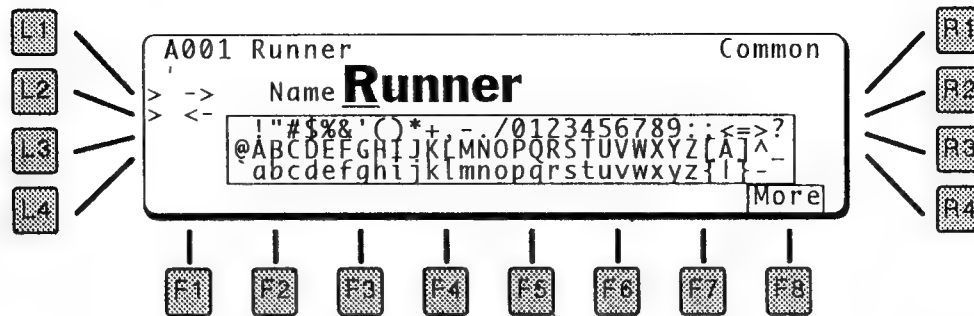 L1 R1
A001 Runner Common
L2 > -> Name Runner R2
> <-
!"#$%&'()*+,-./0123456789:;<=>?
L3 @ABCDEFGHIJKLMNOPQRSTUVWXYZ[Å]^_ R3
abcdefghijklmnopqrstuvwxyz{|}-
L4 More R4
F1 F2 F3 F4 F5 F6 F7 F8